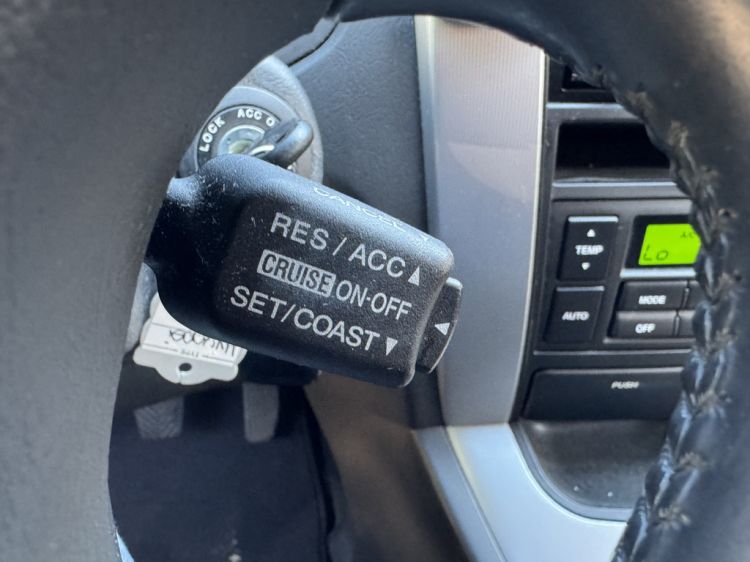 LOCK ACC
CANCEL
RES / ACC ▲
CRUISE ON-OFF
SET/COAST ▼
TEMP
AUTO
Lo
A/C
MODE
OFF
PUSH